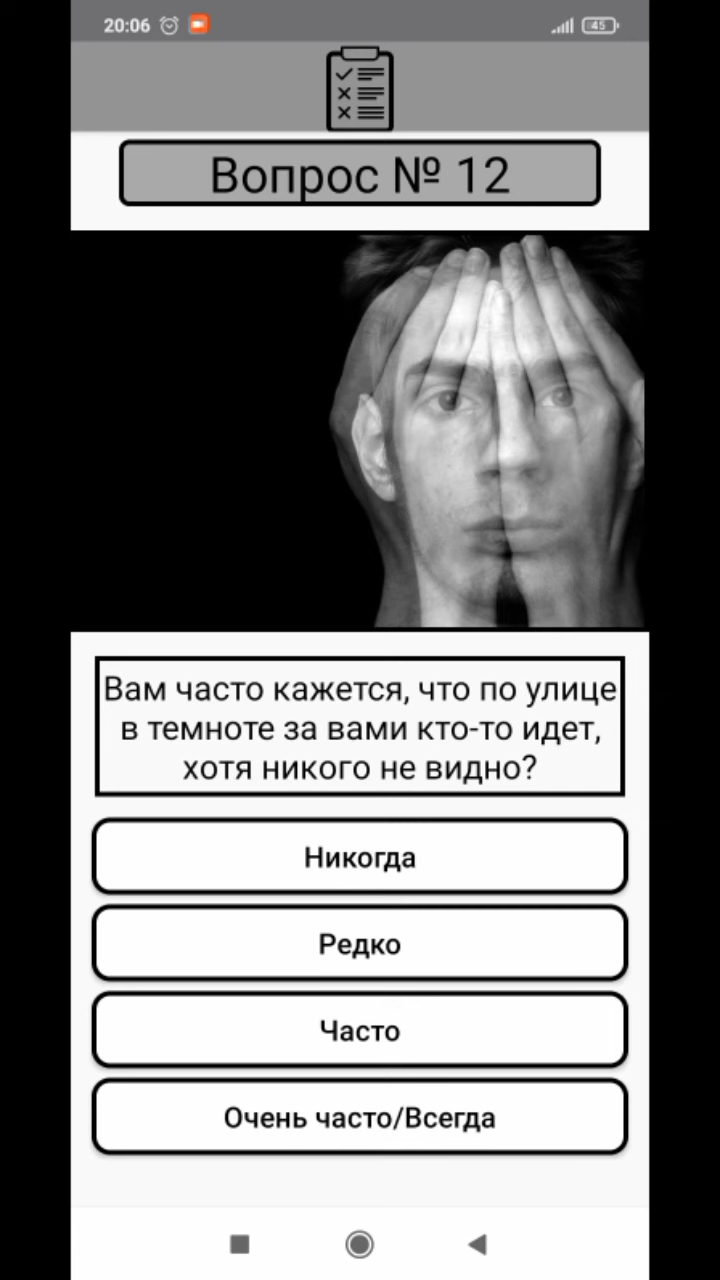 20:06
45
Вопрос № 12
Вам часто кажется, что по улице
в темноте за вами кто-то идет,
хотя никого не видно?
Никогда
Редко
Часто
Очень часто/Всегда